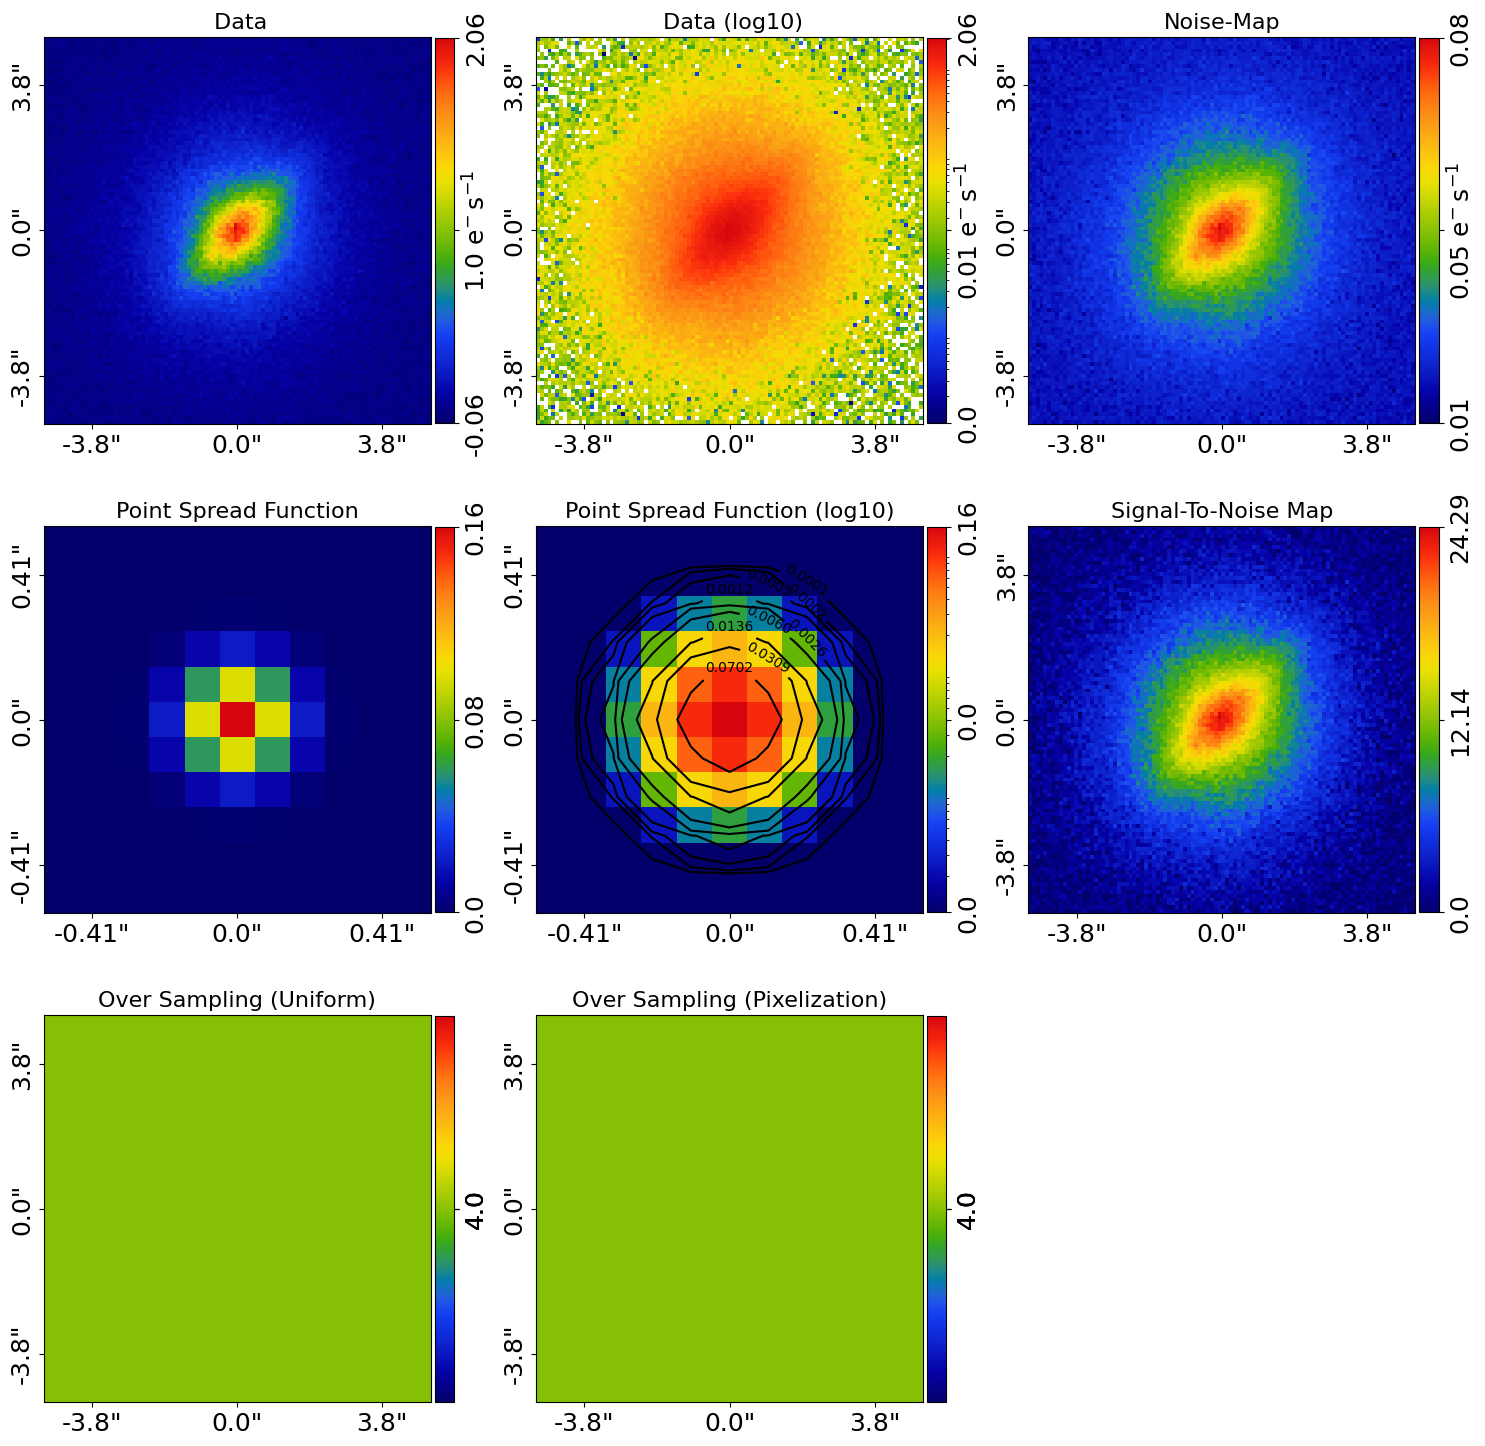 Data
3.8"
0.0"
-3.8"
-3.8" 0.0" 3.8"
2.06
1.0 e⁻ s⁻¹
-0.06
Data (log10)
3.8"
0.0"
-3.8"
-3.8" 0.0" 3.8"
2.06
0.01 e⁻ s⁻¹
0.0
Noise-Map
3.8"
0.0"
-3.8"
-3.8" 0.0" 3.8"
0.08
0.05 e⁻ s⁻¹
0.01
Point Spread Function
0.41"
0.0"
-0.41"
-0.41" 0.0" 0.41"
0.16
0.08
0.0
Point Spread Function (log10)
0.41"
0.0"
-0.41"
-0.41" 0.0" 0.41"
0.0001
0.0012
0.0060
0.0026
0.0136
0.0309
0.0702
0.16
0.0
0.0
Signal-To-Noise Map
3.8"
0.0"
-3.8"
-3.8" 0.0" 3.8"
24.29
12.14
0.0
Over Sampling (Uniform)
3.8"
0.0"
-3.8"
-3.8" 0.0" 3.8"
4.0
Over Sampling (Pixelization)
3.8"
0.0"
-3.8"
-3.8" 0.0" 3.8"
4.0